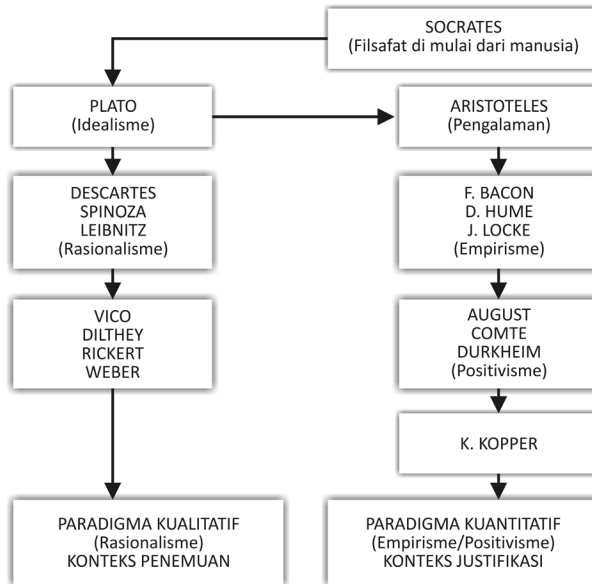 SOCRATES
(Filsafat di mulai dari manusia)
PLATO
(Idealisme)
ARISTOTELES
(Pengalaman)
DESCARTES
SPINOZA
LEIBNITZ
(Rasionalisme)
F. BACON
D. HUME
J. LOCKE
(Empirisme)
VICO
DILTHEY
RICKERT
WEBER
AUGUST
COMTE
DURKHEIM
(Positivisme)
K. KOPPER
PARADIGMA KUALITATIF
(Rasionalisme)
KONTEKS PENEMUAN
PARADIGMA KUANTITATIF
(Empirisme/Positivisme)
KONTEKS JUSTIFIKASI